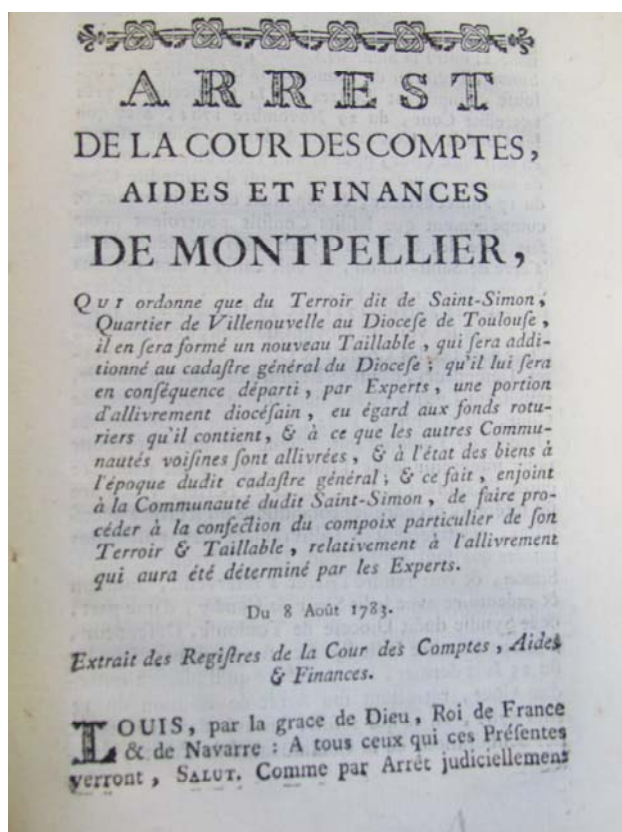 ARREST
DE LA COUR DES COMPTES,
AIDES ET FINANCES
DE MONTPELLIER,
QUI ordonne que du Terroir dit de Saint-Simon,
Quartier de Villenouvelle au Dioceſe de Toulouſe,
il en ſera formé un nouveau Taillable, qui ſera addi-
tionné au cadaſtre général du Dioceſe; qu'il lui ſera
en conſéquence départi, par Experts, une portion
d'allivrement diocéſain, eu égard aux fonds rotu-
riers qu'il contient, & à ce que les autres Commu-
nautés voiſines ſont allivrées, & à l'état des biens à
l'époque dudit cadaſtre général; & ce fait, enjoint
à la Communauté dudit Saint-Simon, de faire pro-
céder à la confection du compoix particulier de ſon
Terroir & Taillable, relativement à l'allivrement
qui aura été déterminé par les Experts.
Du 8 Août 1783.
Extrait des Regiſtres de la Cour des Comptes, Aides
& Finances.
LOUIS, par la grace de Dieu, Roi de France
& de Navarre : A tous ceux qui ces Préſentes
verront, SALUT. Comme par Arrêt judiciellement